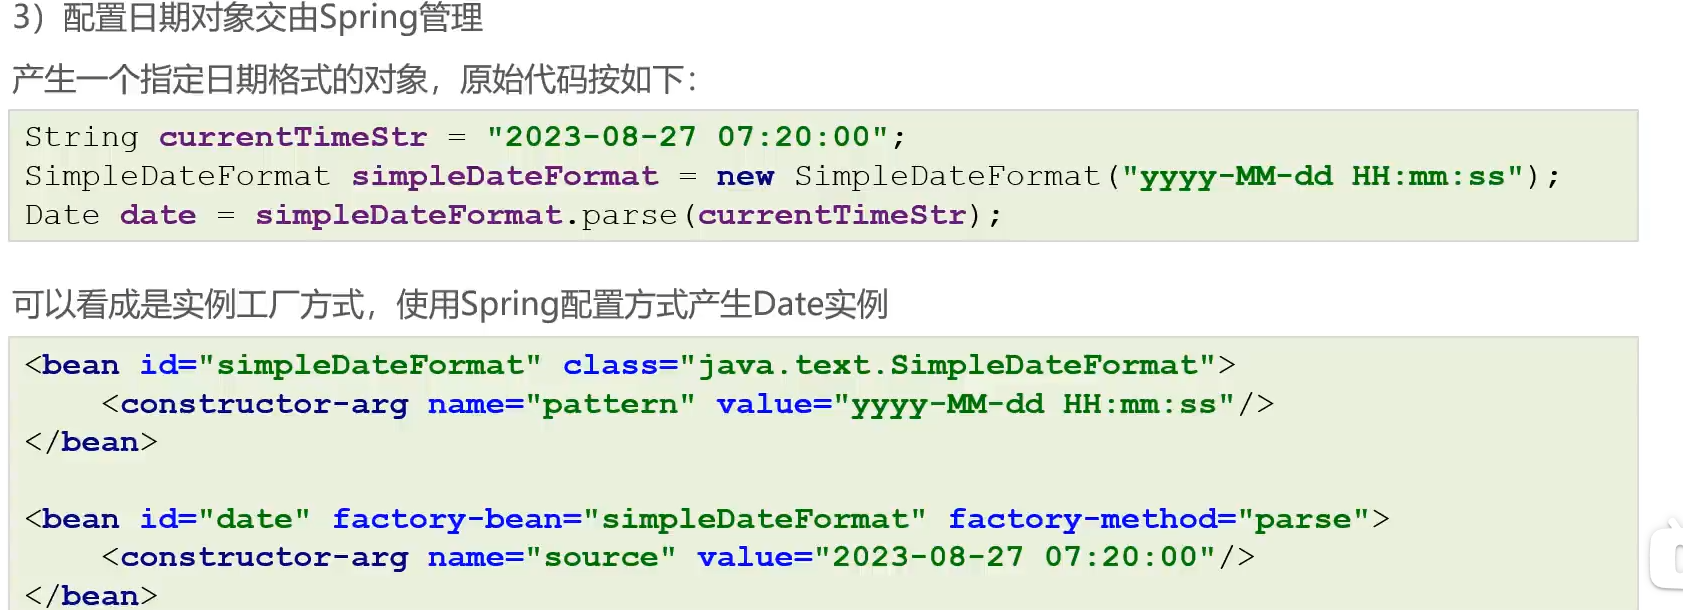 3）配置日期对象交由Spring管理
产生一个指定日期格式的对象，原始代码按如下：
String currentTimeStr = "2023-08-27 07:20:00";
SimpleDateFormat simpleDateFormat = new SimpleDateFormat("yyyy-MM-dd HH:mm:ss");
Date date = simpleDateFormat.parse(currentTimeStr);
可以看成是实例工厂方式，使用Spring配置方式产生Date实例
<bean id="simpleDateFormat" class="java.text.SimpleDateFormat">
    <constructor-arg name="pattern" value="yyyy-MM-dd HH:mm:ss"/>
</bean>
<bean id="date" factory-bean="simpleDateFormat" factory-method="parse">
    <constructor-arg name="source" value="2023-08-27 07:20:00"/>
</bean>